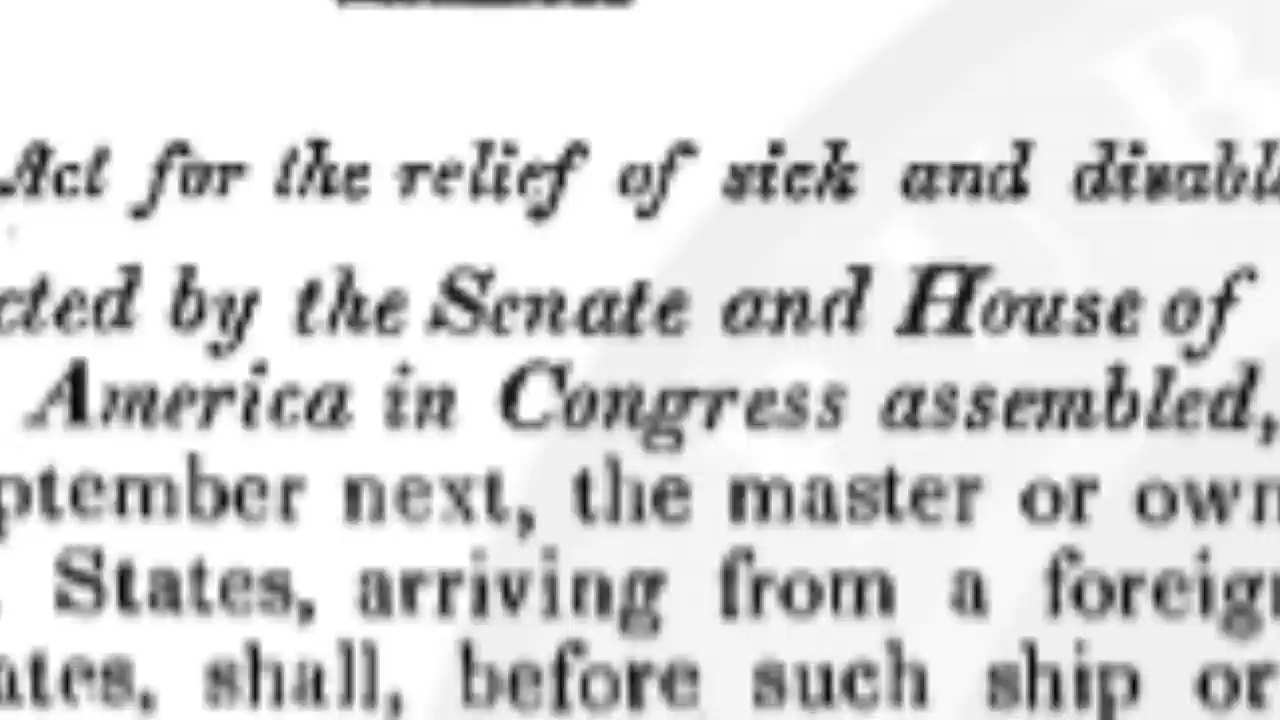 Act for the relief of sick and disabl
cted by the Senate and House of
America in Congress assembled,
ptember next, the master or own
States, arriving from a foreign
ates, shall, before such ship or